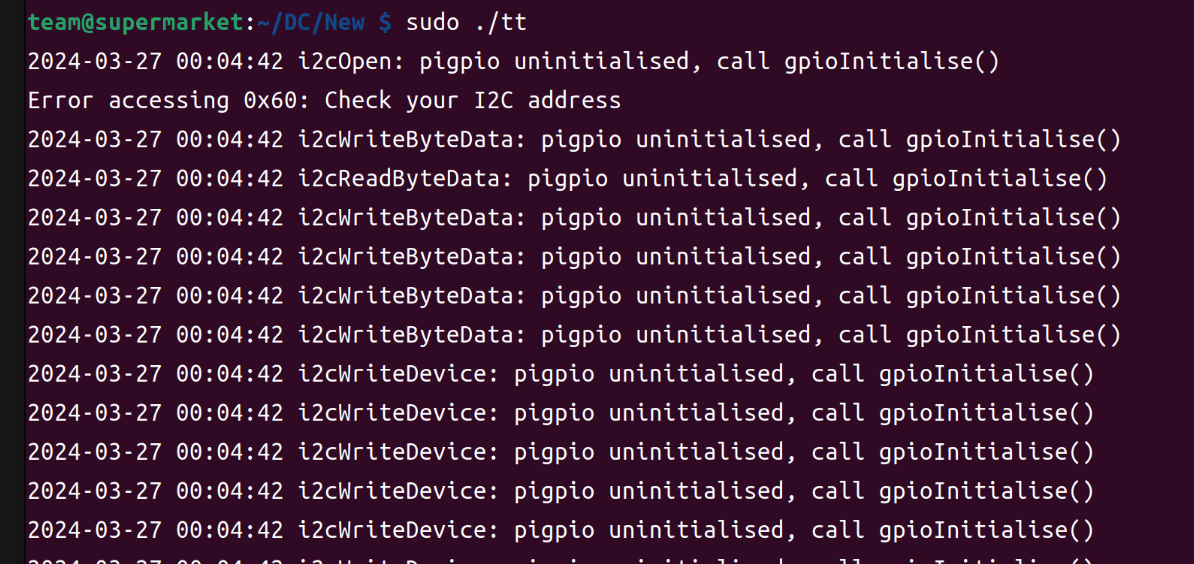 team@supermarket:~/DC/New $ sudo ./tt
2024-03-27 00:04:42 i2cOpen: pigpio uninitialised, call gpioInitialise()
Error accessing 0x60: Check your I2C address
2024-03-27 00:04:42 i2cWriteByteData: pigpio uninitialised, call gpioInitialise()
2024-03-27 00:04:42 i2cReadByteData: pigpio uninitialised, call gpioInitialise()
2024-03-27 00:04:42 i2cWriteByteData: pigpio uninitialised, call gpioInitialise()
2024-03-27 00:04:42 i2cWriteByteData: pigpio uninitialised, call gpioInitialise()
2024-03-27 00:04:42 i2cWriteByteData: pigpio uninitialised, call gpioInitialise()
2024-03-27 00:04:42 i2cWriteByteData: pigpio uninitialised, call gpioInitialise()
2024-03-27 00:04:42 i2cWriteDevice: pigpio uninitialised, call gpioInitialise()
2024-03-27 00:04:42 i2cWriteDevice: pigpio uninitialised, call gpioInitialise()
2024-03-27 00:04:42 i2cWriteDevice: pigpio uninitialised, call gpioInitialise()
2024-03-27 00:04:42 i2cWriteDevice: pigpio uninitialised, call gpioInitialise()
2024-03-27 00:04:42 i2cWriteDevice: pigpio uninitialised, call gpioInitialise()